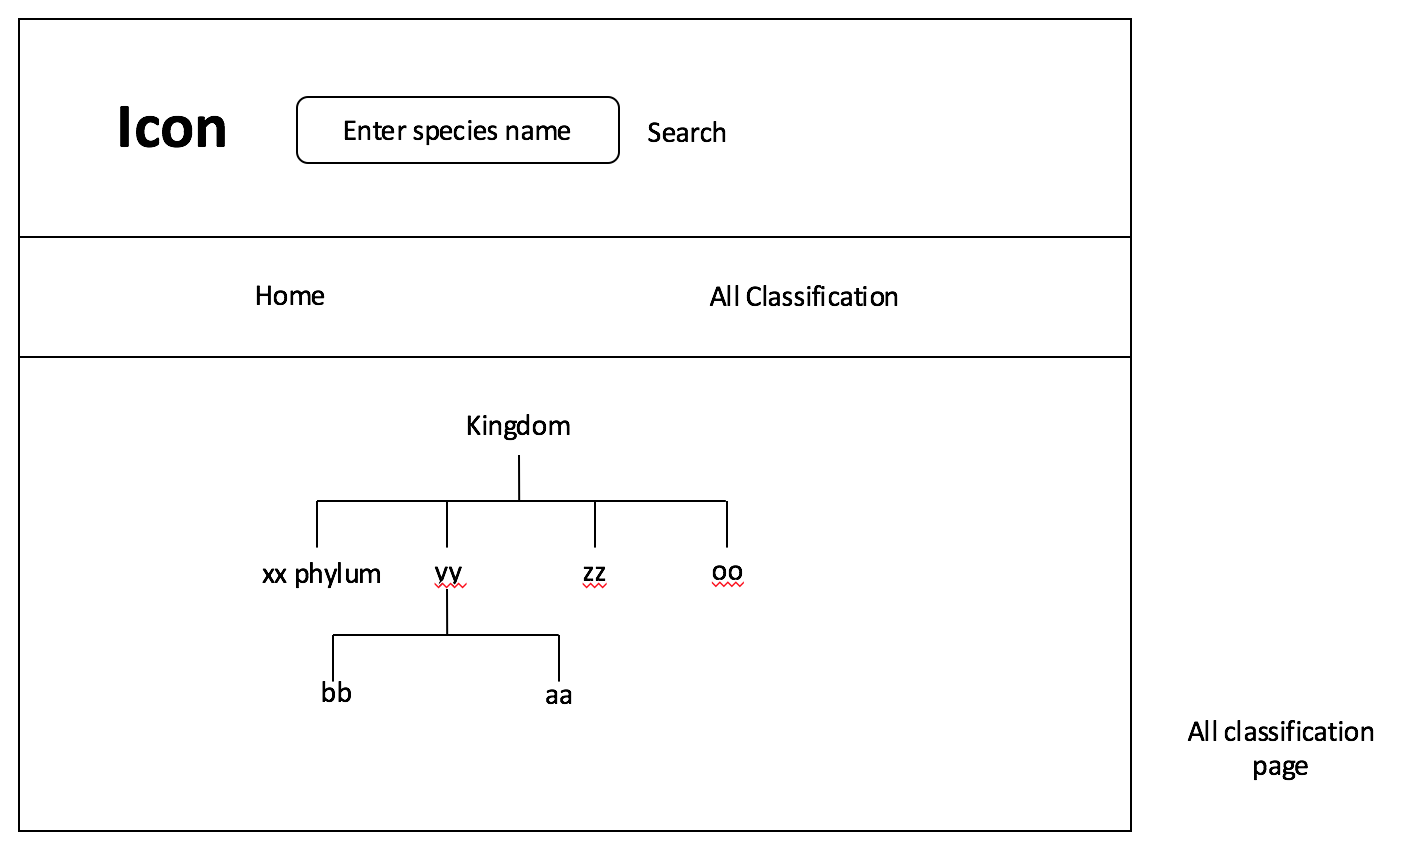 Icon
Enter species name
Search
Home
All Classification
Kingdom
xx phylum
yy
zz
oo
bb
aa
All classification
page